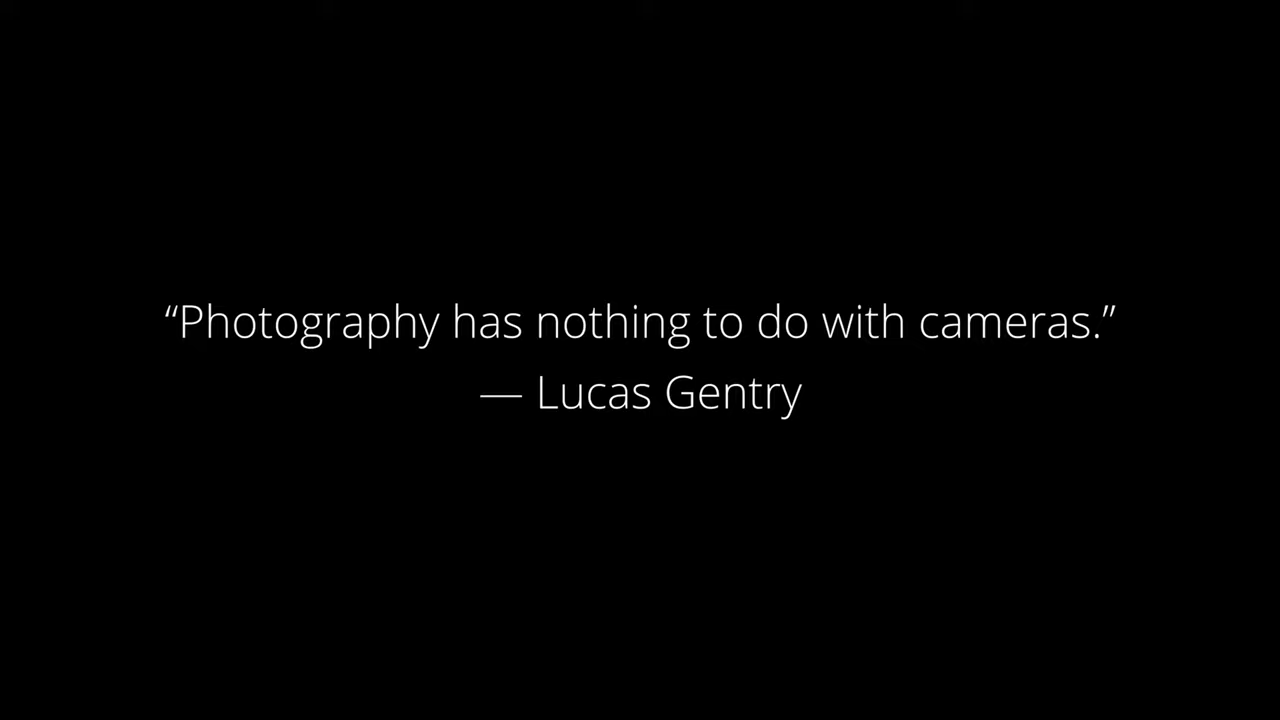 “Photography has nothing to do with cameras.”
— Lucas Gentry